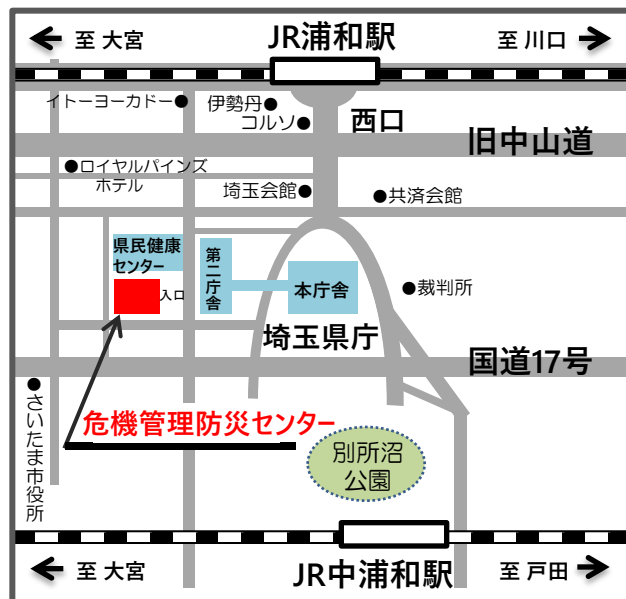 至 大宮
JR浦和駅
至 川口
イトーヨーカドー
伊勢丹
コルソ
西口
旧中山道
ロイヤルパインズ
ホテル
埼玉会館
共済会館
県民健康
センター
第二庁舎
本庁舎
入口
裁判所
埼玉県庁
国道17号
さいたま市役所
危機管理防災センター
別所沼
公園
至 大宮
JR中浦和駅
至 戸田